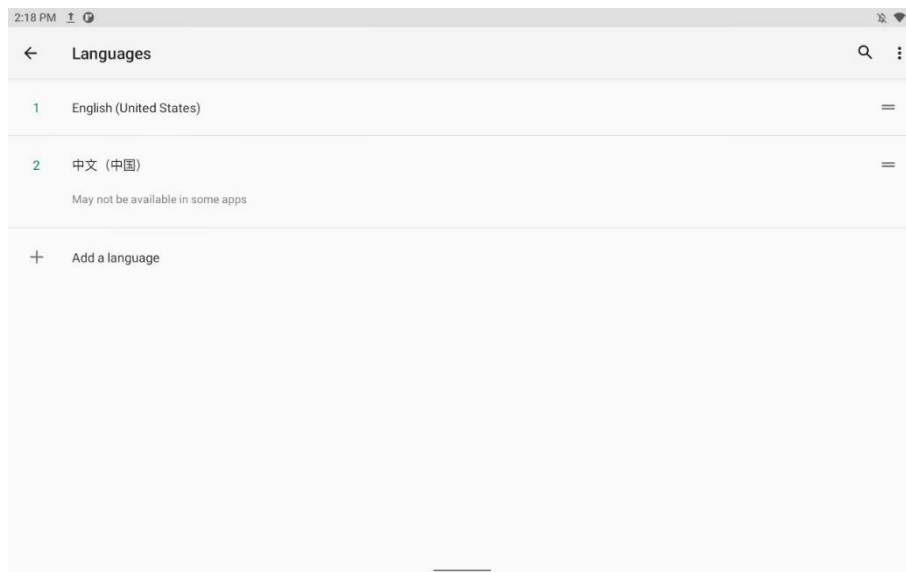 2:18 PM
Languages
1 English (United States)
2 中文（中国）
May not be available in some apps
Add a language